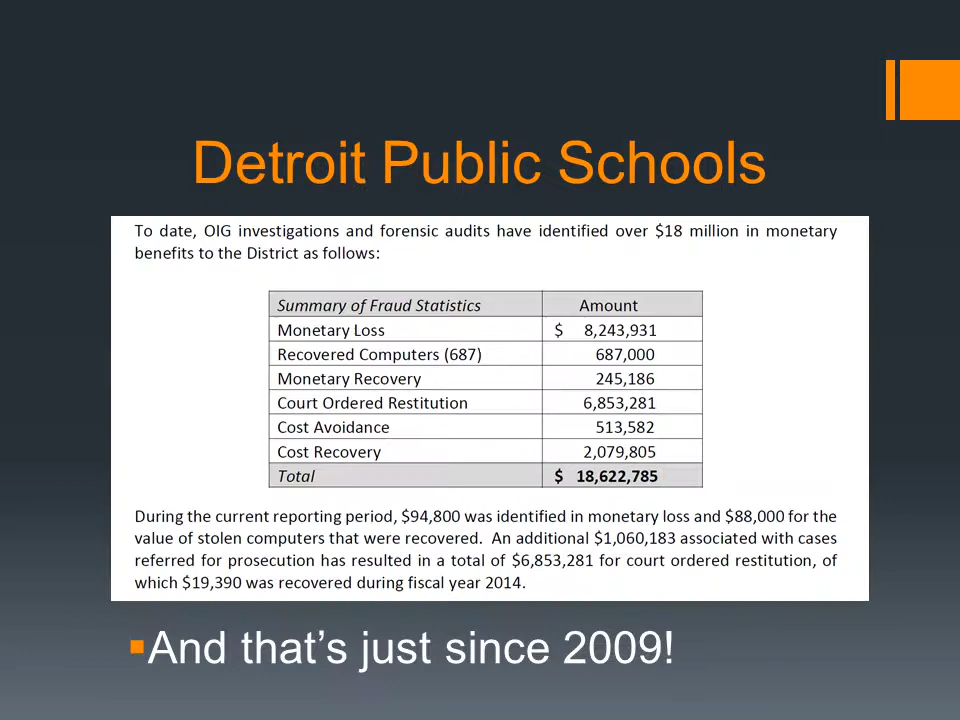 Detroit Public Schools
To date, OIG investigations and forensic audits have identified over $18 million in monetary
benefits to the District as follows:
Summary of Fraud Statistics Amount
Monetary Loss $ 8,243,931
Recovered Computers (687) 687,000
Monetary Recovery 245,186
Court Ordered Restitution 6,853,281
Cost Avoidance 513,582
Cost Recovery 2,079,805
Total $ 18,622,785
During the current reporting period, $94,800 was identified in monetary loss and $88,000 for the
value of stolen computers that were recovered. An additional $1,060,183 associated with cases
referred for prosecution has resulted in a total of $6,853,281 for court ordered restitution, of
which $19,390 was recovered during fiscal year 2014.
▪And that’s just since 2009!